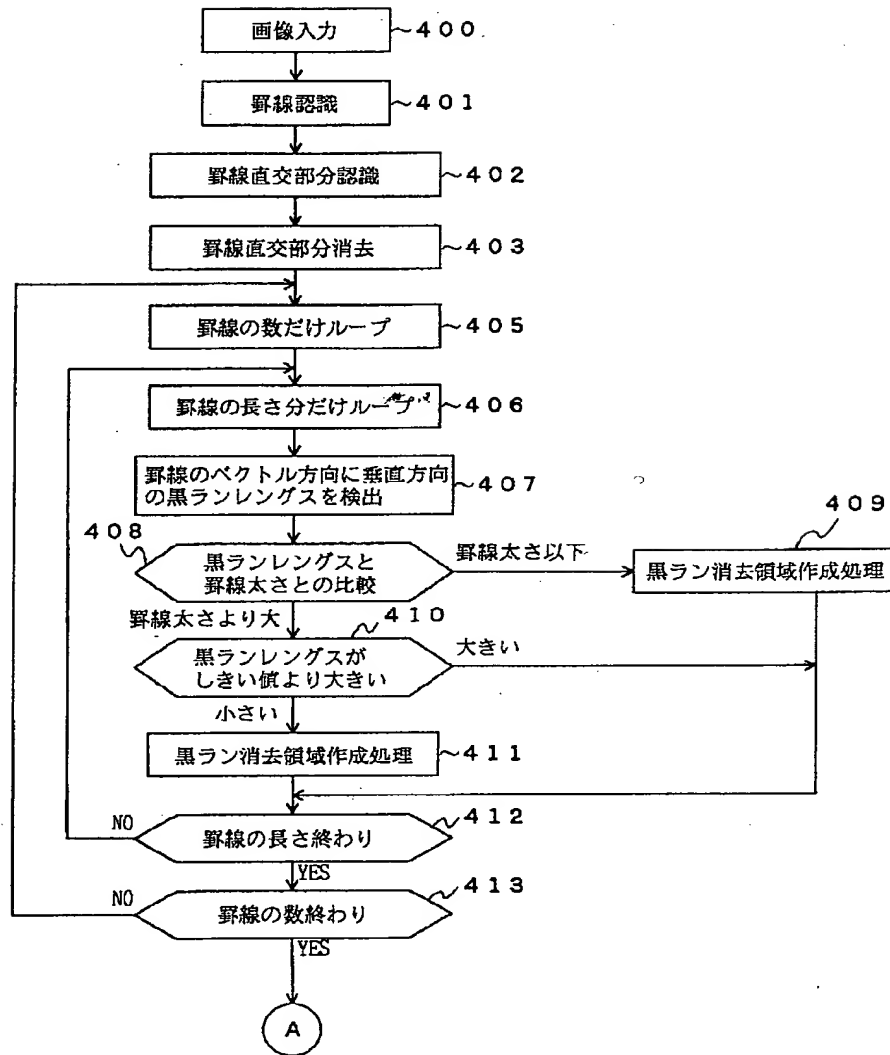 画像入力
~400
罫線認識
~401
罫線直交部分認識
~402
罫線直交部分消去
~403
罫線の数だけループ
~405
罫線の長さ分だけループ
~406
罫線のベクトル方向に垂直方向
の黒ランレングスを検出
~407
408
黒ランレングスと
罫線太さとの比較
罫線太さ以下
409
黒ラン消去領域作成処理
罫線太さより大
410
黒ランレングスが
しきい値より大きい
大きい
小さい
黒ラン消去領域作成処理
~411
NO
罫線の長さ終わり
412
YES
NO
罫線の数終わり
413
YES
A